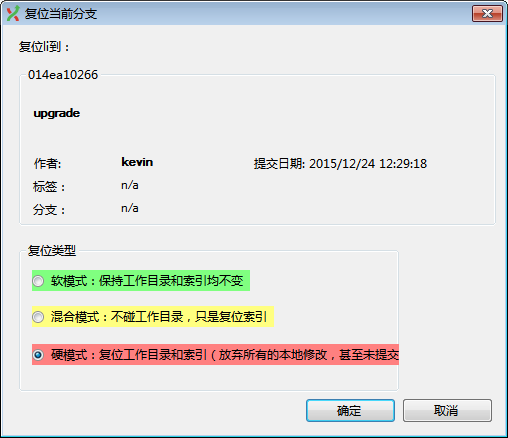 复位当前分支
复位li到：
014ea10266
upgrade
作者: kevin 提交日期: 2015/12/24 12:29:18
标签： n/a
分支： n/a
复位类型
软模式：保持工作目录和索引均不变
混合模式：不碰工作目录，只是复位索引
硬模式：复位工作目录和索引（放弃所有的本地修改，甚至未提交
确定 取消